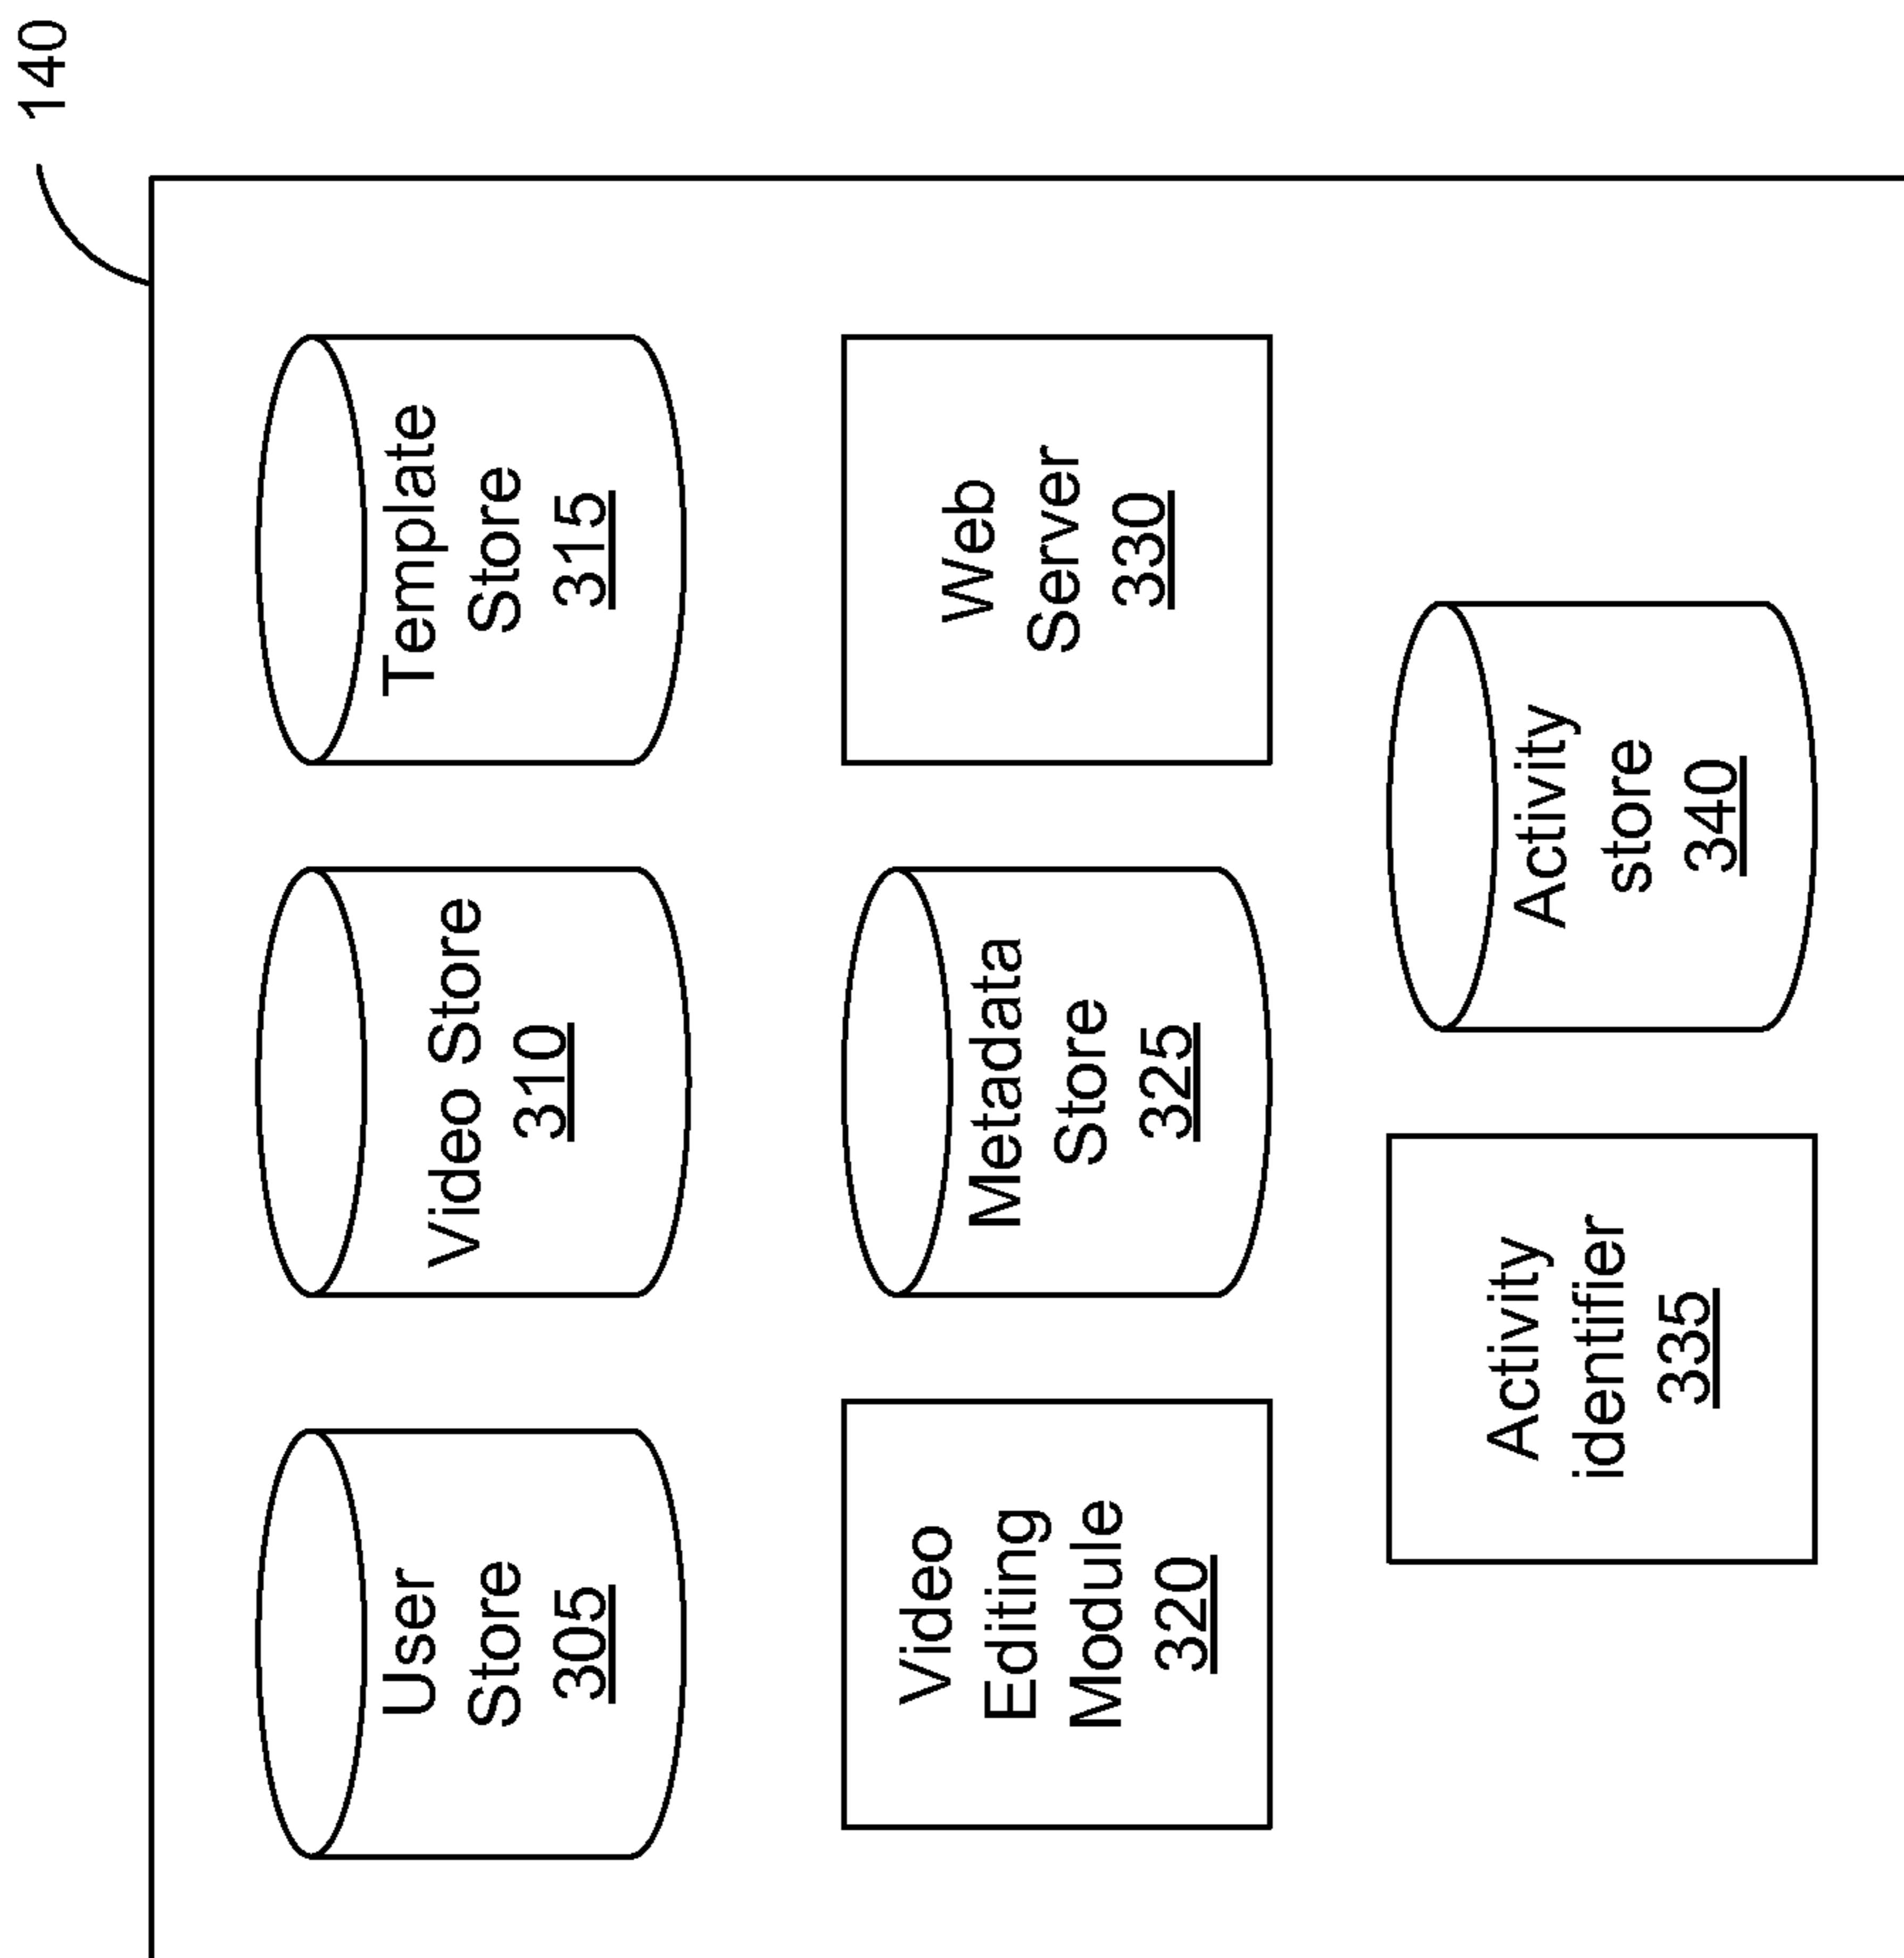 140
User
Store
305
Video Store
310
Template
Store
315
Video
Editing
Module
320
Metadata
Store
325
Web
Server
330
Activity
identifier
335
Activity
store
340